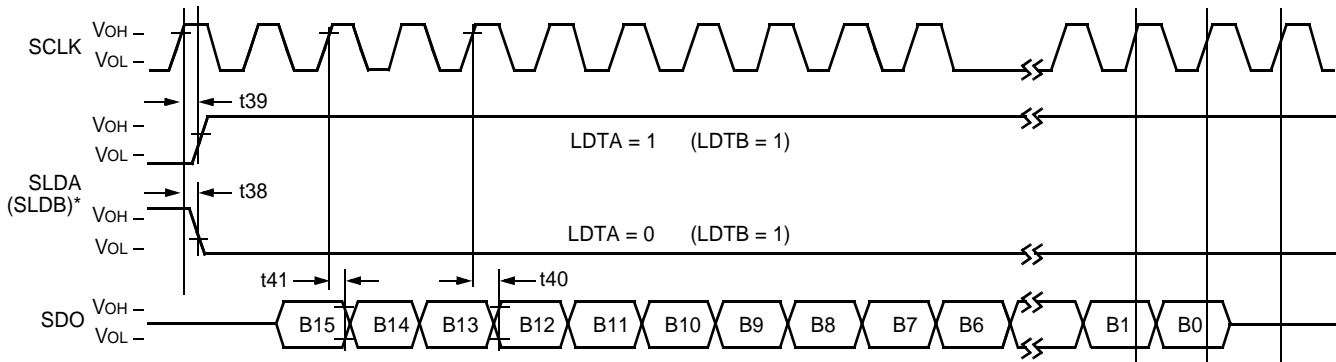 SCLK
VOH
VOL
t39
VOH
VOL
LDTA = 1 (LDTB = 1)
SLDA
(SLDB)*
t38
VOH
VOL
LDTA = 0 (LDTB = 1)
t41
t40
SDO
VOH
VOL
B15 B14 B13 B12 B11 B10 B9 B8 B7 B6 B1 B0